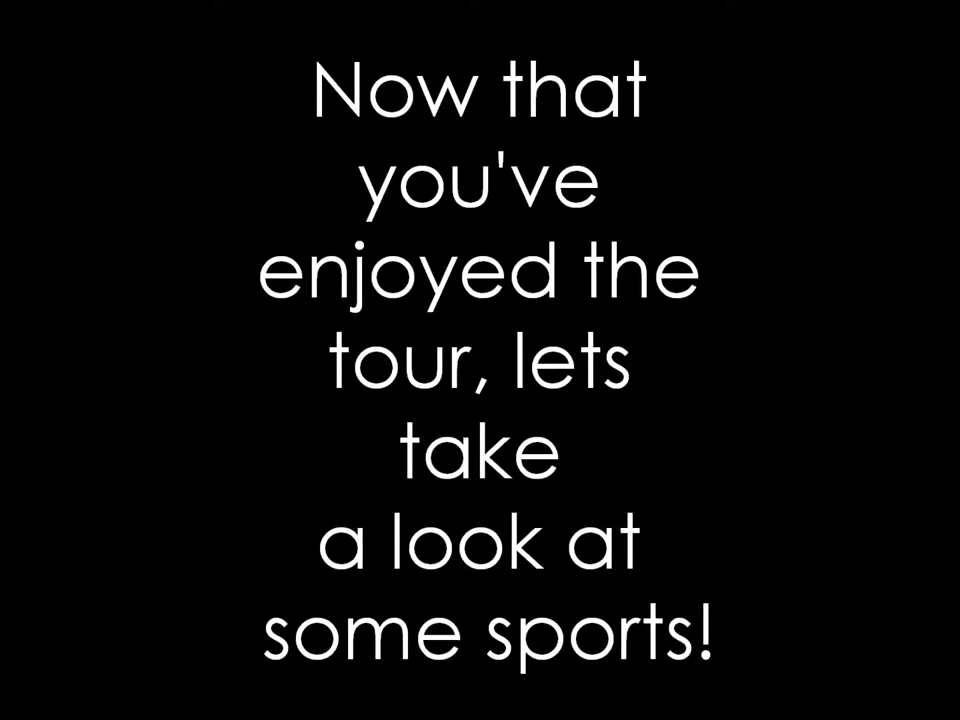 Now that
you've
enjoyed the
tour, lets
take
a look at
some sports!